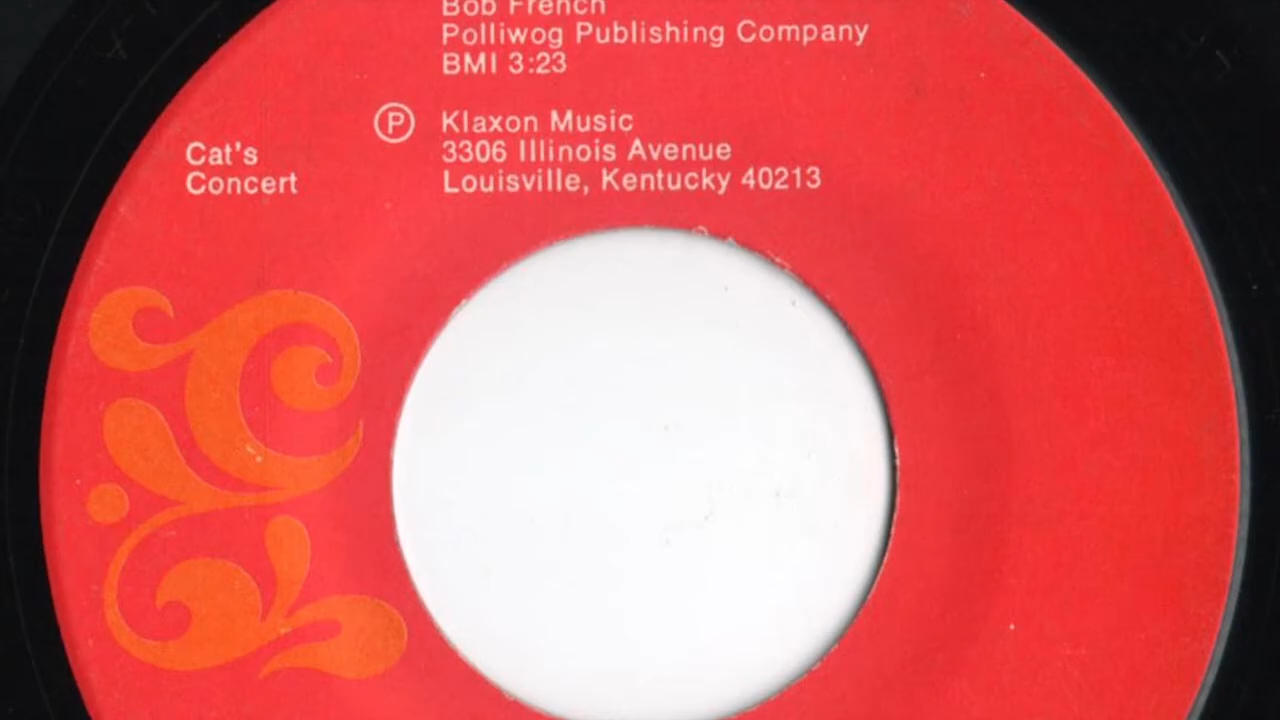 Bob French
Polliwog Publishing Company
BMI 3:23
Ⓟ Klaxon Music
3306 Illinois Avenue
Louisville, Kentucky 40213
Cat's
Concert